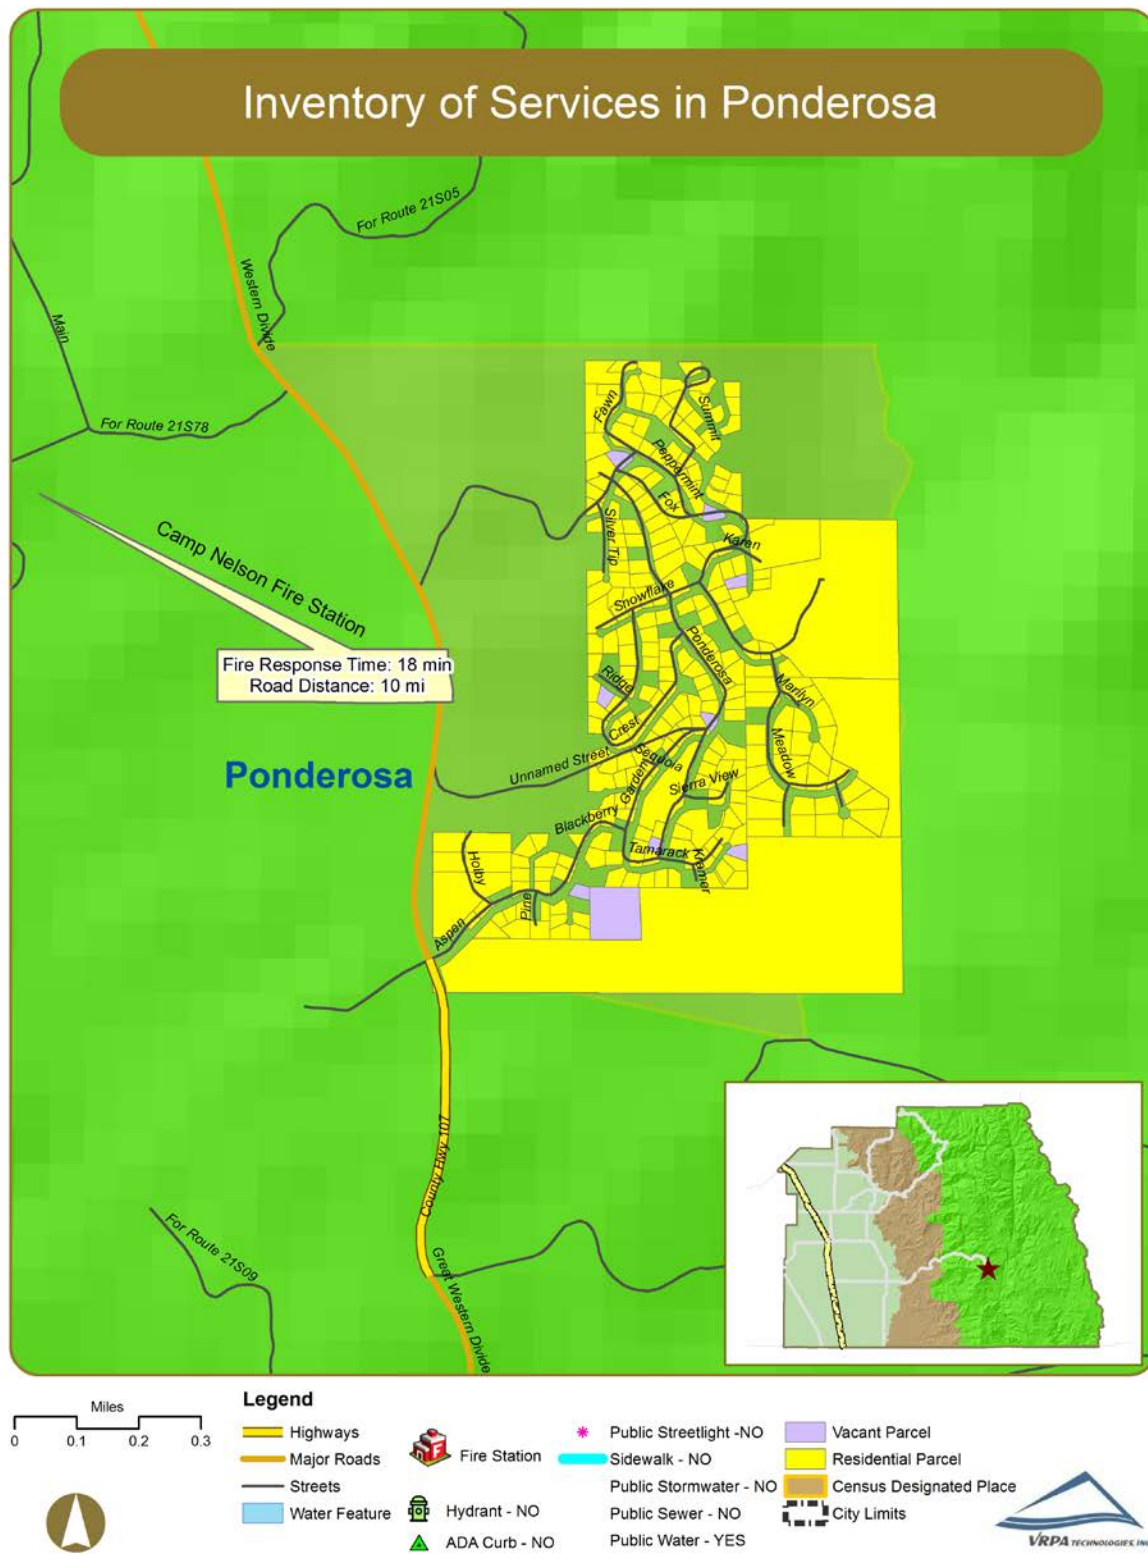 Inventory of Services in Ponderosa
For Route 21S05
Western Divide
Main
For Route 21S78
Fawn
Summit
Peppermint
Fox
Silver Tip
Karen
Camp Nelson Fire Station
Snowflake
Fire Response Time: 18 min
Road Distance: 10 mi
Ponderosa
Ridge
Marilyn
Crest
Meadow
Unnamed Street
Sequoia
Ponderosa
Garden
Sierra View
Blackberry
Holby
Tamarack
Kramer
Pine
Aspen
County Hwy 107
For Route 21S09
Great Western Divide
Miles
0 0.1 0.2 0.3
Legend
Highways
Major Roads
Streets
Water Feature
Fire Station
Hydrant - NO
ADA Curb - NO
Public Streetlight -NO
Sidewalk - NO
Public Stormwater - NO
Public Sewer - NO
Public Water - YES
Vacant Parcel
Residential Parcel
Census Designated Place
City Limits
VRPA TECHNOLOGIES, INC